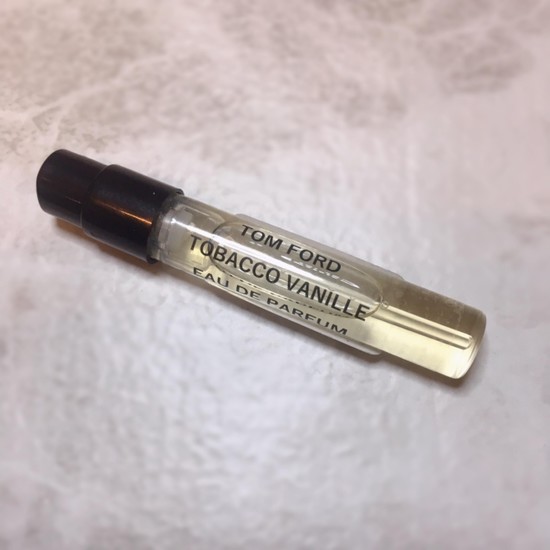 TOM FORD
TOBACCO VANILLE
EAU DE PARFUM